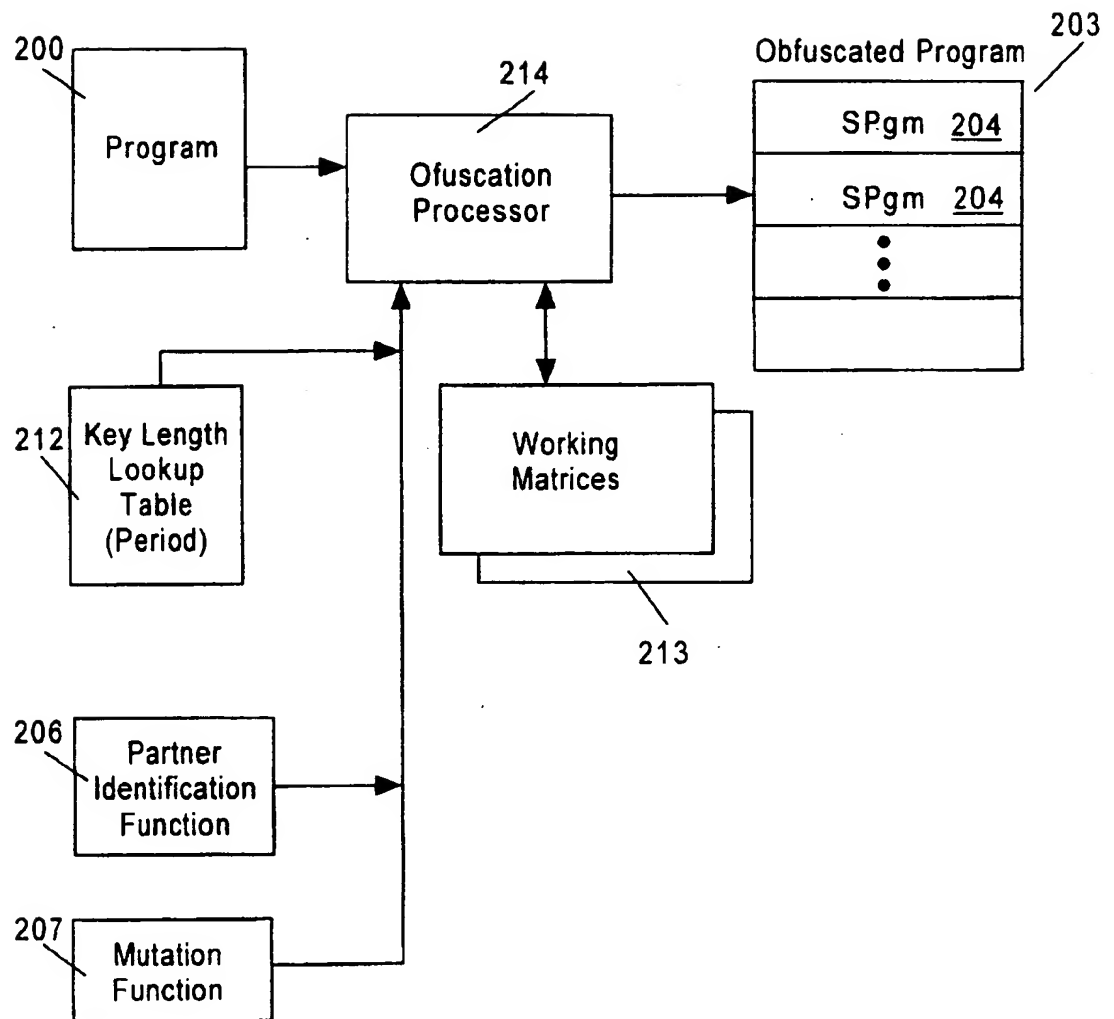 200
Program
214
Ofuscation
Processor
203
Obfuscated Program
SPgm 204
SPgm 204
212
Key Length
Lookup
Table
(Period)
Working
Matrices
213
206
Partner
Identification
Function
207
Mutation
Function